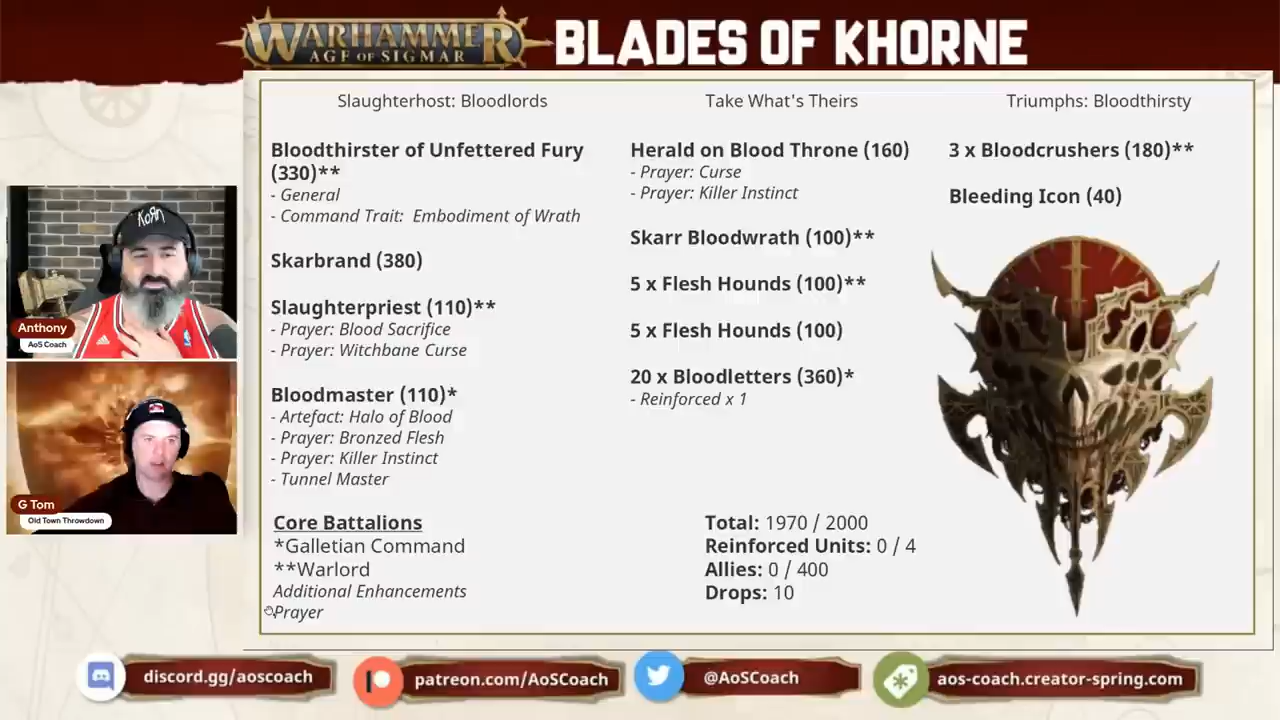 WARHAMMER
AGE OF SIGMAR
BLADES OF KHORNE
Slaughterhost: Bloodlords
Take What's Theirs
Triumphs: Bloodthirsty
Bloodthirster of Unfettered Fury
(330)**
- General
- Command Trait: Embodiment of Wrath
Skarbrand (380)
Slaughterpriest (110)**
- Prayer: Blood Sacrifice
- Prayer: Witchbane Curse
Bloodmaster (110)*
- Artefact: Halo of Blood
- Prayer: Bronzed Flesh
- Prayer: Killer Instinct
- Tunnel Master
Herald on Blood Throne (160)
- Prayer: Curse
- Prayer: Killer Instinct
Skarr Bloodwrath (100)**
5 x Flesh Hounds (100)**
5 x Flesh Hounds (100)
20 x Bloodletters (360)*
- Reinforced x 1
3 x Bloodcrushers (180)**
Bleeding Icon (40)
Core Battalions
*Galletian Command
**Warlord
Additional Enhancements
Prayer
Total: 1970 / 2000
Reinforced Units: 0 / 4
Allies: 0 / 400
Drops: 10
KoRn
Anthony
AoS Coach
G Tom
Old Town Throwdown
discord.gg/aoscoach
patreon.com/AoSCoach
@AoSCoach
aos-coach.creator-spring.com